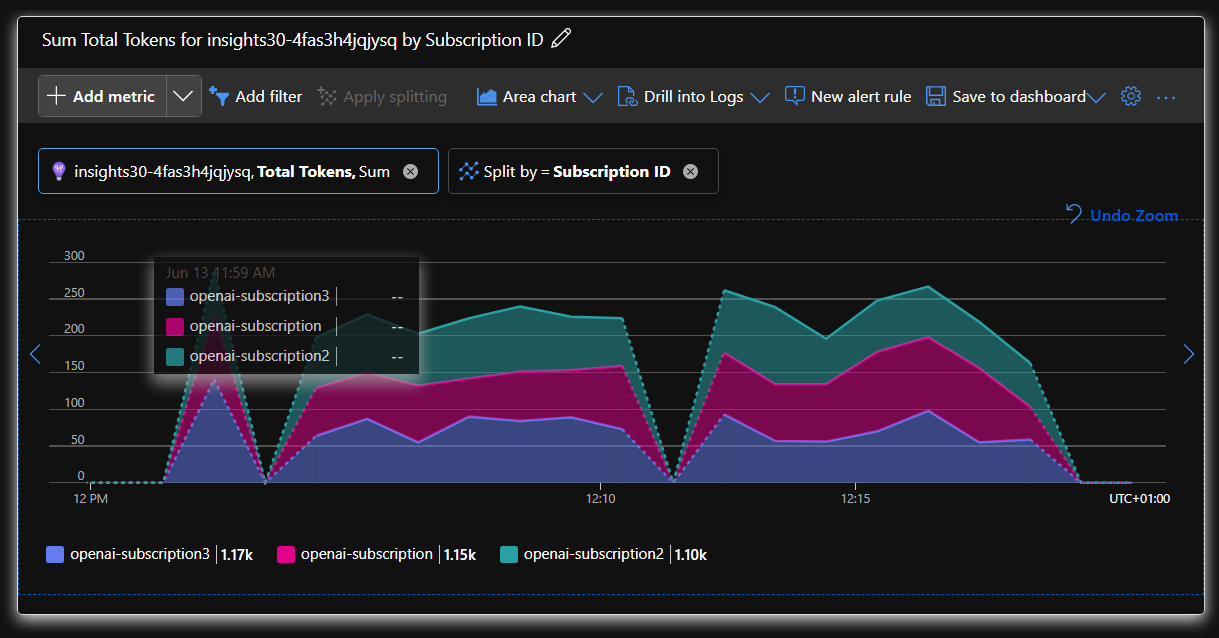 Sum Total Tokens for insights30-4fas3h4jqjysq by Subscription ID
Add metric Add filter Apply splitting Area chart Drill into Logs New alert rule Save to dashboard ...
insights30-4fas3h4jqjysq, Total Tokens, Sum Split by = Subscription ID
Undo Zoom
300
250
200
150
100
50
0
Jun 13 11:59 AM
openai-subscription3 | --
openai-subscription | --
openai-subscription2 | --
12 PM 12:10 12:15 UTC+01:00
openai-subscription3 | 1.17k openai-subscription | 1.15k openai-subscription2 | 1.10k